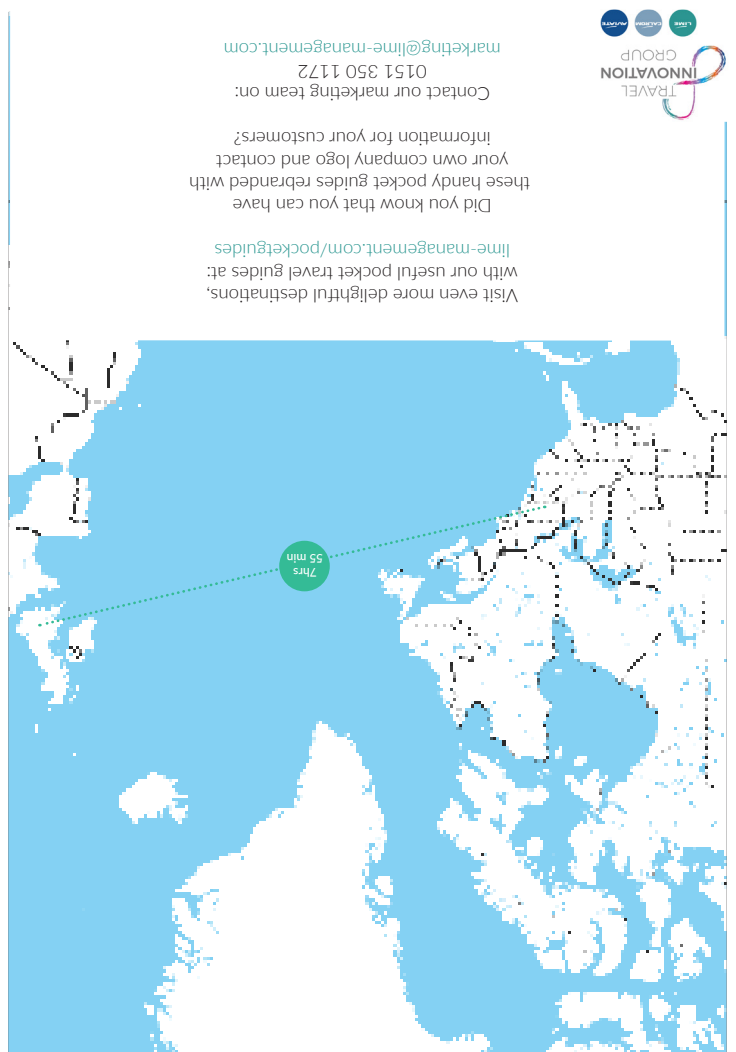 7hrs
55 min
Visit even more delightful destinations,
with our useful pocket travel guides at:
lime-management.com/pocketguides
Did you know that you can have
these handy pocket guides rebranded with
your own company logo and contact
information for your customers?
Contact our marketing team on:
0151 350 1172
marketing@lime-management.com
TRAVEL
INNOVATION
GROUP
LIME CALROM AVIATE